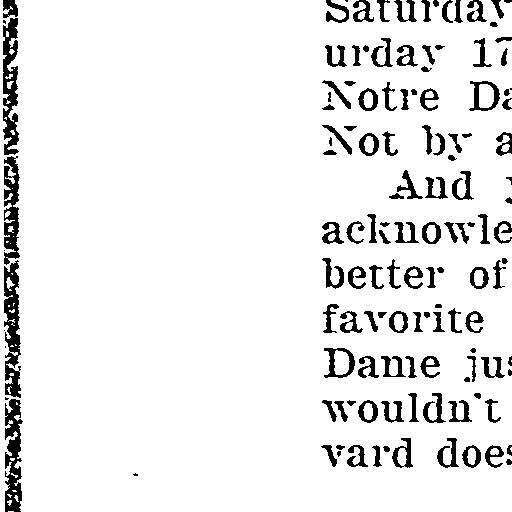 Saturday
urday 17
Notre Da
Not by a
And
acknowle
better of
favorite
Dame jus
wouldn't
vard does